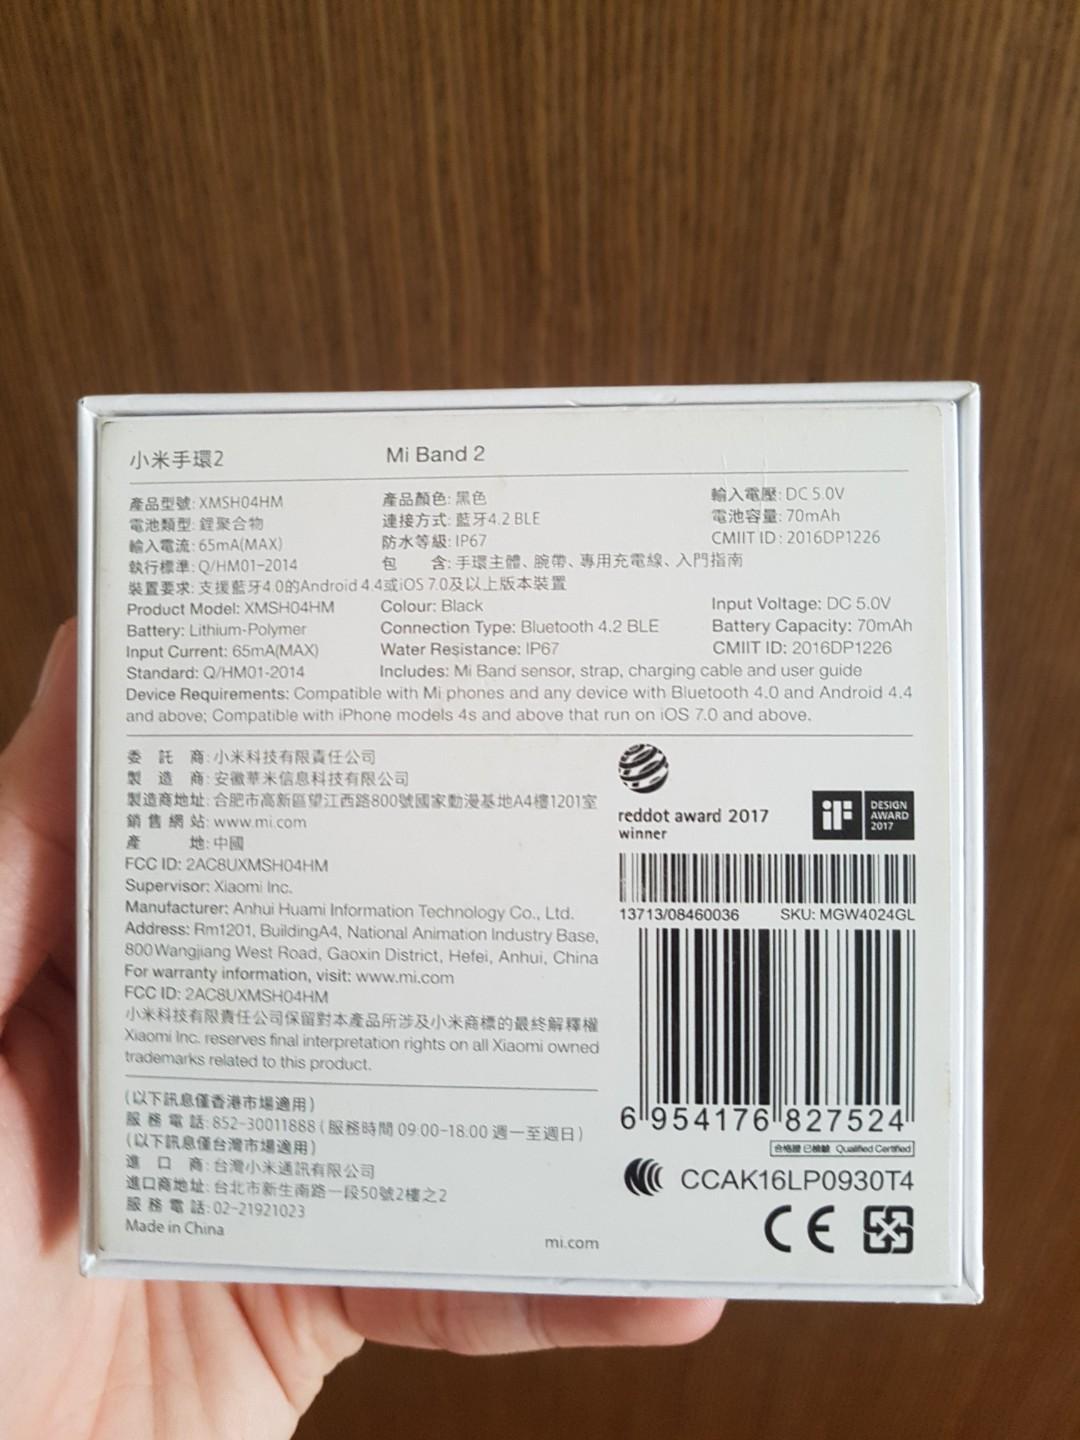 小米手環2 Mi Band 2
產品型號: XMSH04HM 產品顏色: 黑色 輸入電壓: DC 5.0V
電池類型: 鋰聚合物 連接方式: 藍牙4.2 BLE 電池容量: 70mAh
輸入電流: 65mA(MAX) 防水等級: IP67 CMIIT ID : 2016DP1226
執行標準: Q/HM01-2014 包 含: 手環主體、腕帶、專用充電線、入門指南
裝置要求: 支援藍牙4.0的Android 4.4或iOS 7.0及以上版本裝置
Product Model: XMSH04HM Colour: Black Input Voltage: DC 5.0V
Battery: Lithium-Polymer Connection Type: Bluetooth 4.2 BLE Battery Capacity: 70mAh
Input Current: 65mA(MAX) Water Resistance: IP67 CMIIT ID: 2016DP1226
Standard: Q/HM01-2014 Includes: Mi Band sensor, strap, charging cable and user guide
Device Requirements: Compatible with Mi phones and any device with Bluetooth 4.0 and Android 4.4
and above; Compatible with iPhone models 4s and above that run on iOS 7.0 and above.
委 託 商: 小米科技有限責任公司
製 造 商: 安徽華米信息科技有限公司
製造商地址: 合肥市高新區望江西路800號國家動漫基地A4樓1201室
銷 售 網 站: www.mi.com
產 地: 中國
FCC ID: 2AC8UXMSH04HM
Supervisor: Xiaomi Inc.
Manufacturer: Anhui Huami Information Technology Co., Ltd.
Address: Rm1201, BuildingA4, National Animation Industry Base,
800 Wangjiang West Road, Gaoxin District, Hefei, Anhui, China
For warranty information, visit: www.mi.com
FCC ID: 2AC8UXMSH04HM
小米科技有限責任公司保留對本產品所涉及小米商標的最終解釋權
Xiaomi Inc. reserves final interpretation rights on all Xiaomi owned
trademarks related to this product.
(以下訊息僅香港市場適用)
服 務 電 話: 852-30011888 ( 服務時間 09:00-18:00 週一至週日 )
(以下訊息僅台灣市場適用)
進 口 商: 台灣小米通訊有限公司
進口商地址: 台北市新生南路一段50號2樓之2
服 務 電 話: 02-21921023
Made in China
mi.com
reddot award 2017
winner
iF DESIGN
AWARD
2017
13713/08460036 SKU: MGW4024GL
6 954176 827524
合格證 已檢驗 Qualified Certified
CCAK16LP0930T4
CE